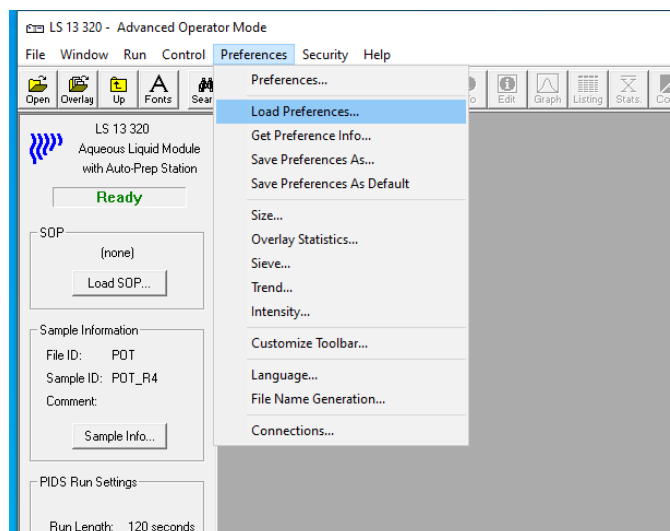 LS 13 320 - Advanced Operator Mode
File Window Run Control Preferences Security Help
Open Overlay Up Fonts Sear
Edit Graph Listing Stats. Co
Preferences...
Load Preferences...
Get Preference Info...
Save Preferences As...
Save Preferences As Default
Size...
Overlay Statistics...
Sieve...
Trend...
Intensity...
Customize Toolbar...
Language...
File Name Generation...
Connections...
LS 13 320
Aqueous Liquid Module
with Auto-Prep Station
Ready
SOP
(none)
Load SOP...
Sample Information
File ID: POT
Sample ID: POT_R4
Comment:
Sample Info...
PIDS Run Settings
Run Length: 120 seconds